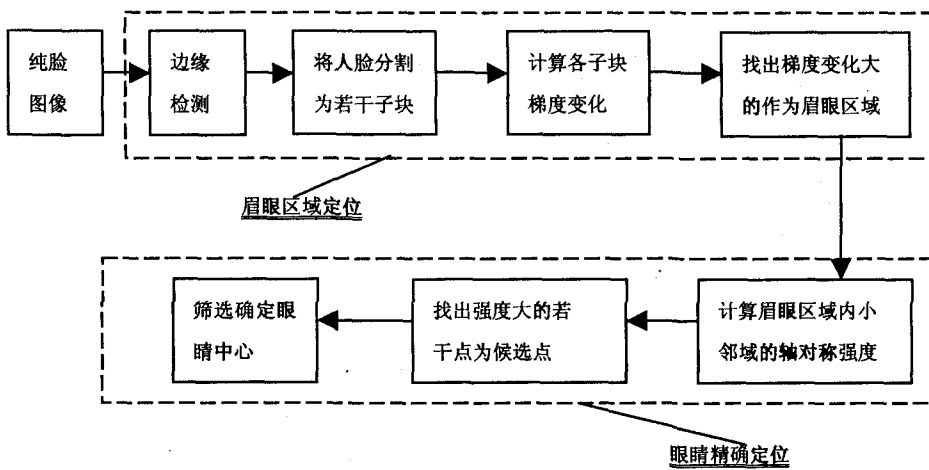 纯脸
图像
边缘
检测
将人脸分割
为若干子块
计算各子块
梯度变化
找出梯度变化大
的作为眉眼区域
眉眼区域定位
计算眉眼区域内小
邻域的轴对称强度
找出强度大的若
干点为候选点
筛选确定眼
睛中心
眼睛精确定位